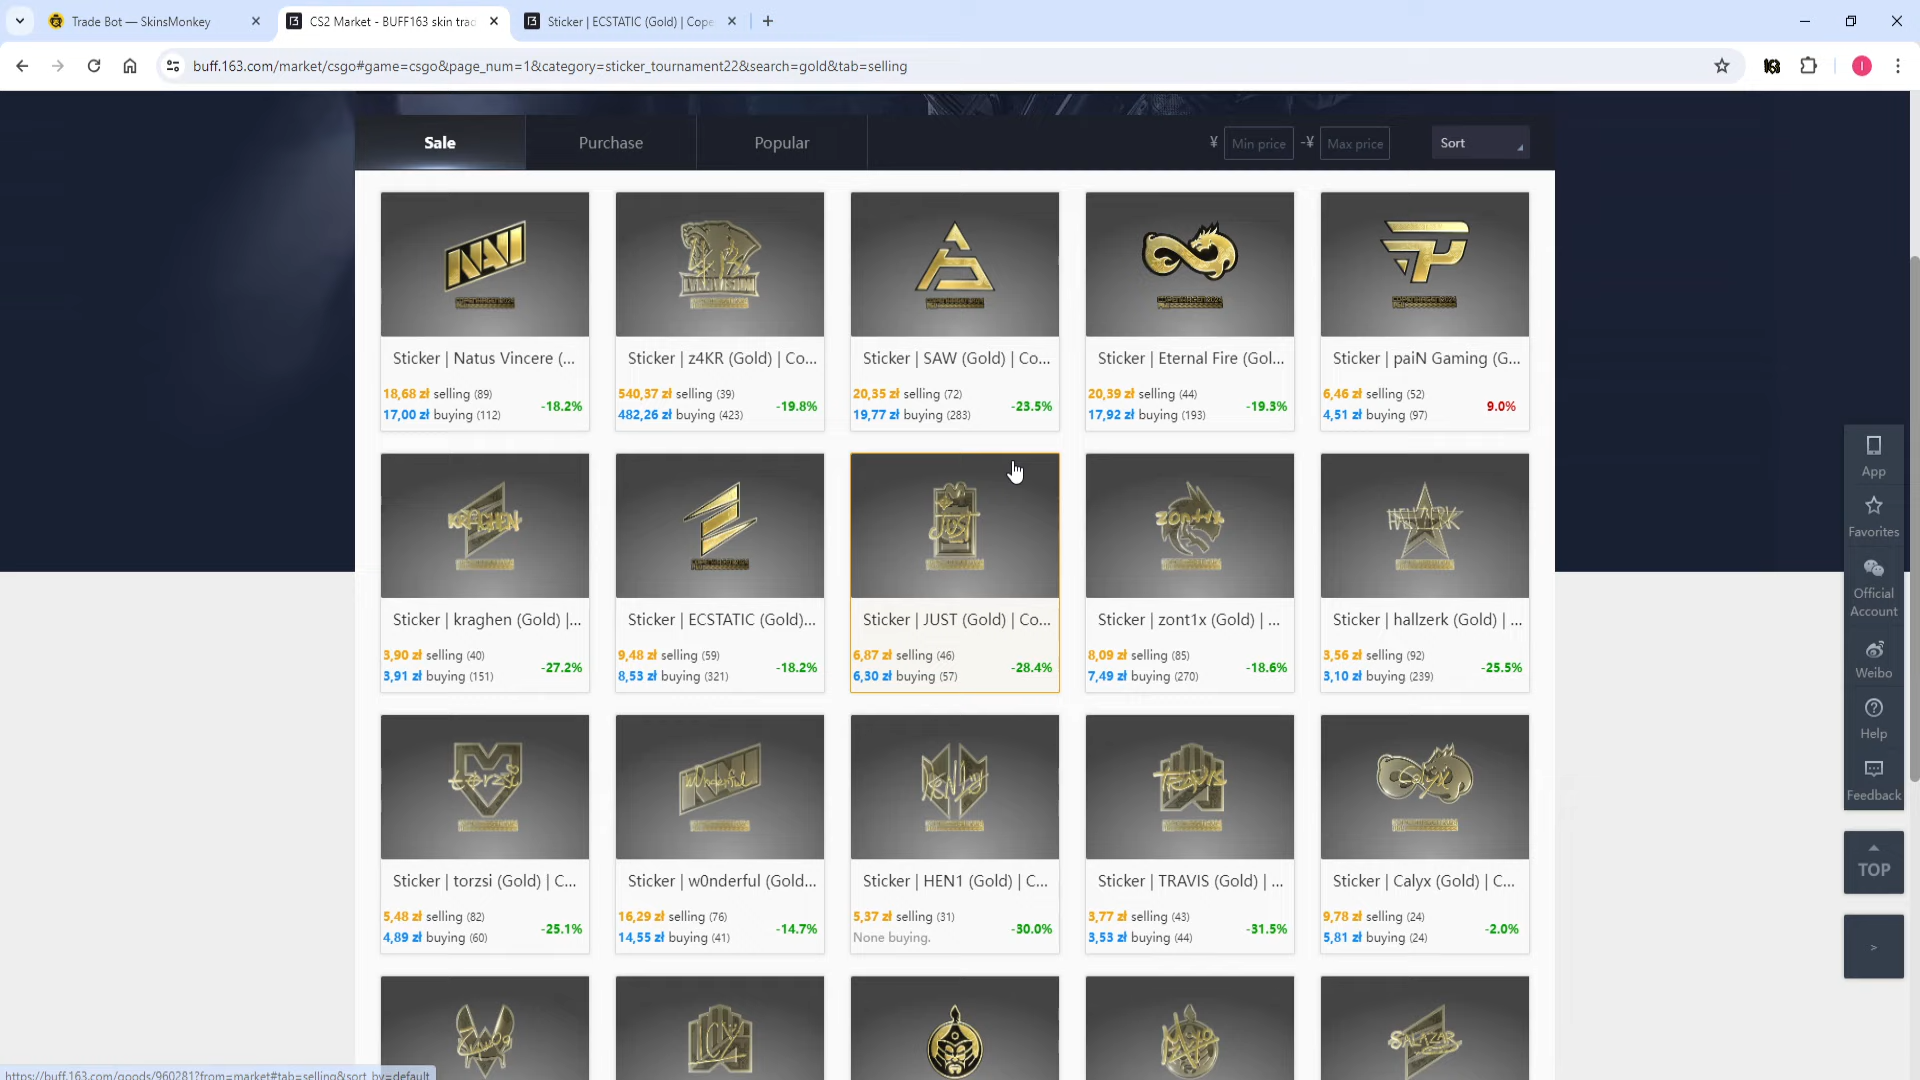 Trade Bot — SkinsMonkey
CS2 Market - BUFF163 skin trad
Sticker | ECSTATIC (Gold) | Cope
buff.163.com/market/csgo#game=csgo&page_num=1&category=sticker_tournament22&search=gold&tab=selling
I
Sale
Purchase
Popular
¥ Min price -¥ Max price
Sort
Sticker | Natus Vincere (...
18,68 zł selling (89)
17,00 zł buying (112)
-18.2%
Sticker | z4KR (Gold) | Co...
540,37 zł selling (39)
482,26 zł buying (423)
-19.8%
Sticker | SAW (Gold) | Co...
20,35 zł selling (72)
19,77 zł buying (283)
-23.5%
Sticker | Eternal Fire (Gol...
20,39 zł selling (44)
17,92 zł buying (193)
-19.3%
Sticker | paiN Gaming (G...
6,46 zł selling (52)
4,51 zł buying (97)
9.0%
KRAGHEN
Sticker | kraghen (Gold) |...
3,90 zł selling (40)
3,91 zł buying (151)
-27.2%
Sticker | ECSTATIC (Gold)...
9,48 zł selling (59)
8,53 zł buying (321)
-18.2%
JUST
Sticker | JUST (Gold) | Co...
6,87 zł selling (46)
6,30 zł buying (57)
-28.4%
zont1x
Sticker | zont1x (Gold) | ...
8,09 zł selling (85)
7,49 zł buying (270)
-18.6%
Sticker | hallzerk (Gold) | ...
3,56 zł selling (92)
3,10 zł buying (239)
-25.5%
torzsi
Sticker | torzsi (Gold) | C...
5,48 zł selling (82)
4,89 zł buying (60)
-25.1%
w0nderful
Sticker | w0nderful (Gold...
16,29 zł selling (76)
14,55 zł buying (41)
-14.7%
Sticker | HEN1 (Gold) | C...
5,37 zł selling (31)
None buying.
-30.0%
TRAVIS
Sticker | TRAVIS (Gold) | ...
3,77 zł selling (43)
3,53 zł buying (44)
-31.5%
Calyx
Sticker | Calyx (Gold) | C...
9,78 zł selling (24)
5,81 zł buying (24)
-2.0%
SALAZAR
App
Favorites
Official
Account
Weibo
Help
Feedback
TOP
>
https://buff.163.com/goods/960281?from=market#tab=selling&sort_by=default